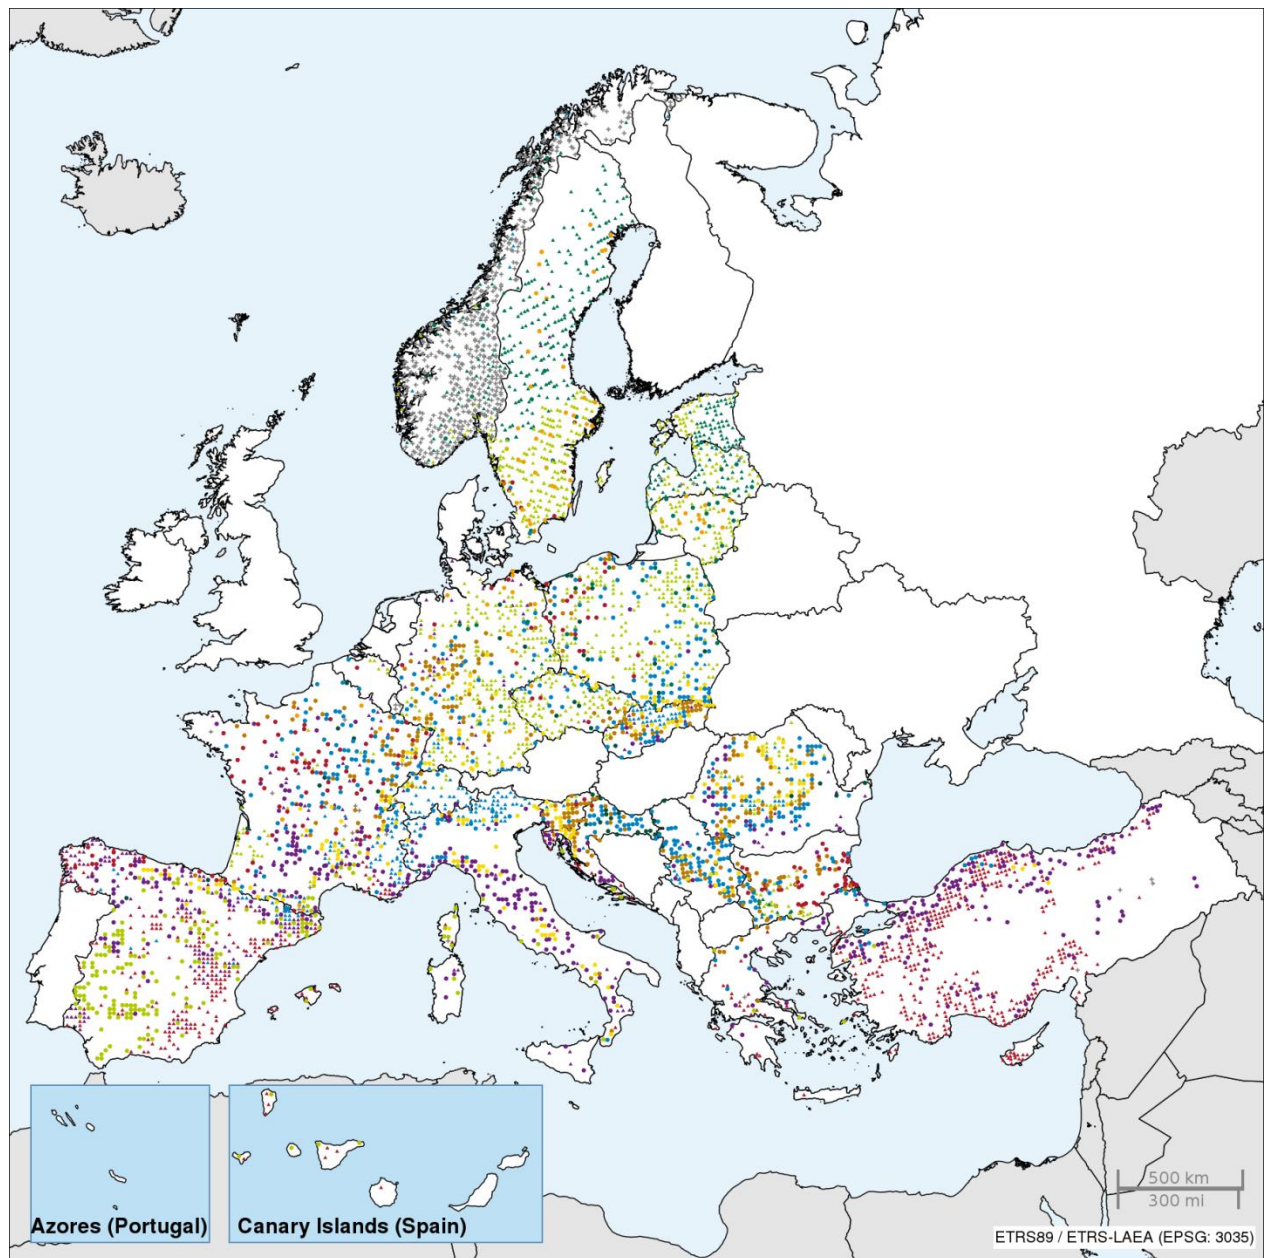 500 km
300 mi
Azores (Portugal)
Canary Islands (Spain)
ETRS89 / ETRS-LAEA (EPSG: 3035)